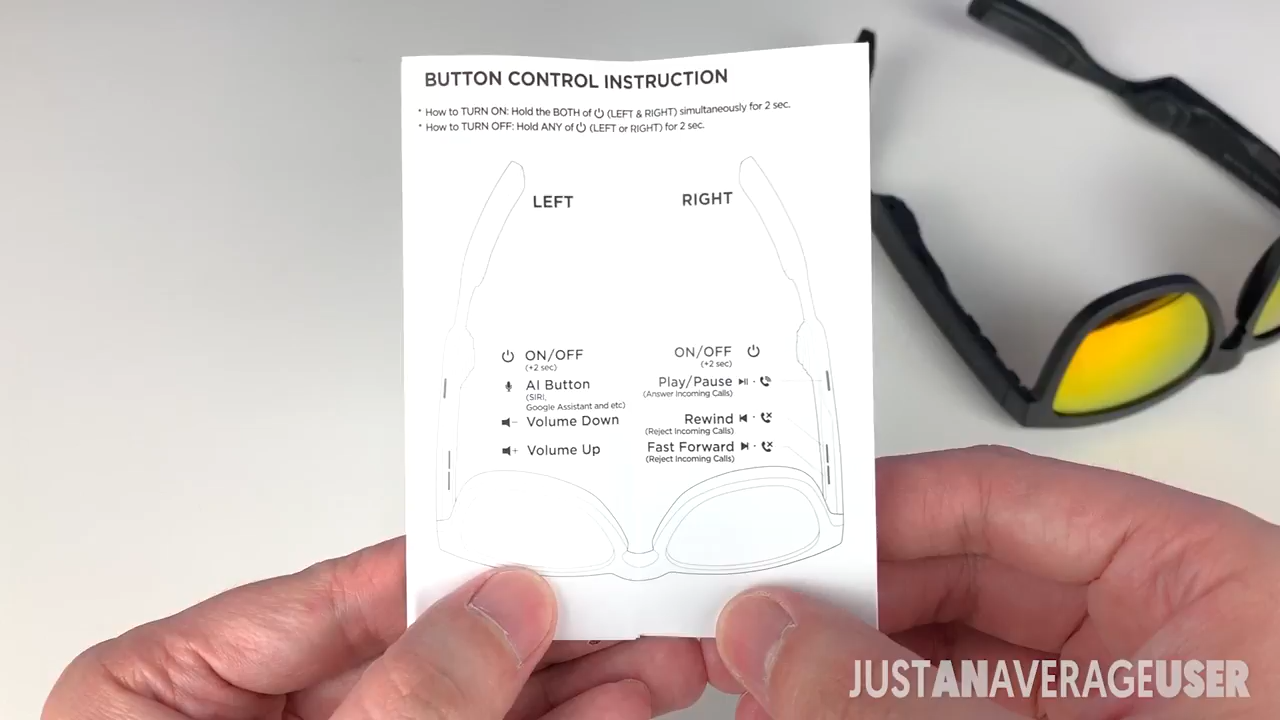 BUTTON CONTROL INSTRUCTION
* How to TURN ON: Hold the BOTH of ⏻ (LEFT & RIGHT) simultaneously for 2 sec.
* How to TURN OFF: Hold ANY of ⏻ (LEFT or RIGHT) for 2 sec.
LEFT
RIGHT
ON/OFF
(+2 sec)
AI Button
(SIRI,
Google Assistant and etc)
Volume Down
Volume Up
ON/OFF
(+2 sec)
Play/Pause
(Answer Incoming Calls)
Rewind
(Reject Incoming Calls)
Fast Forward
(Reject Incoming Calls)
JUSTANAVERAGEUSER